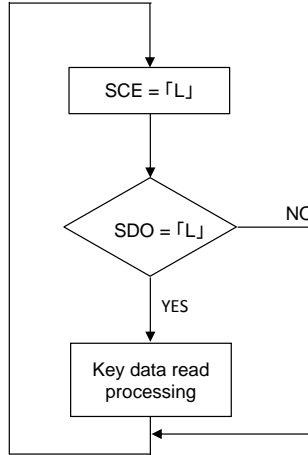 SCE = ｢L｣
SDO = ｢L｣
NO
YES
Key data read
processing